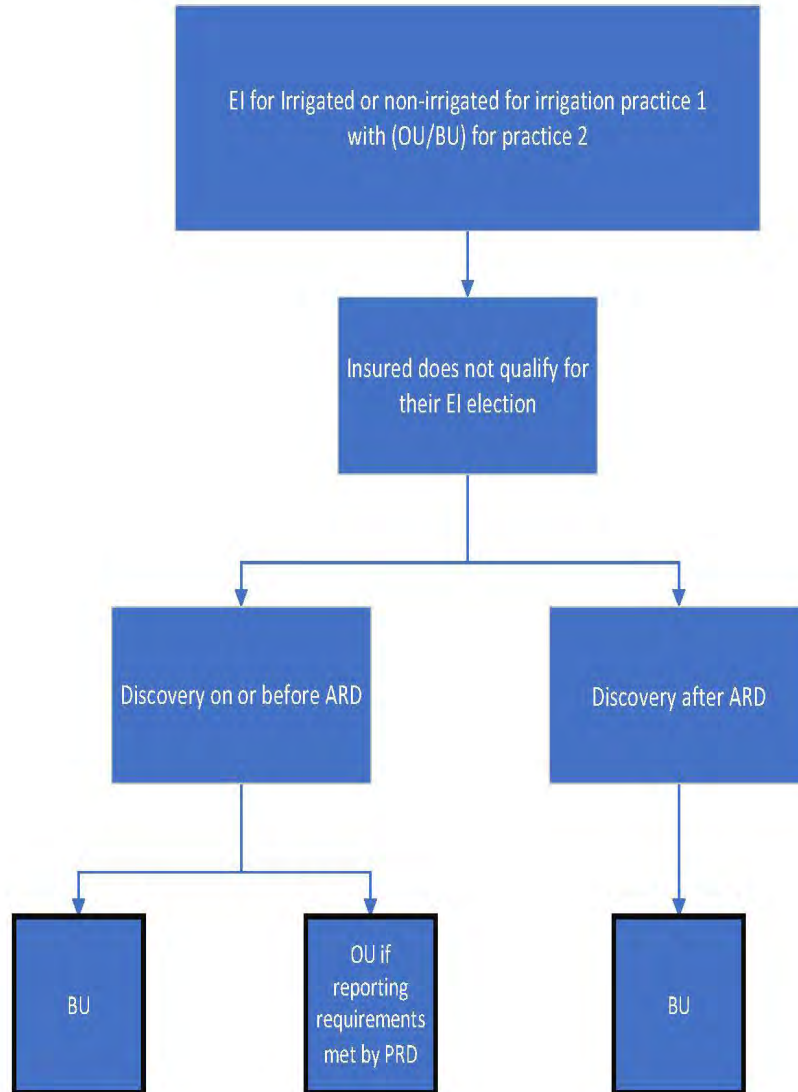 EI for Irrigated or non-irrigated for irrigation practice 1
with (OU/BU) for practice 2
Insured does not qualify for
their EI election
Discovery on or before ARD
Discovery after ARD
BU
OU if
reporting
requirements
met by PRD
BU